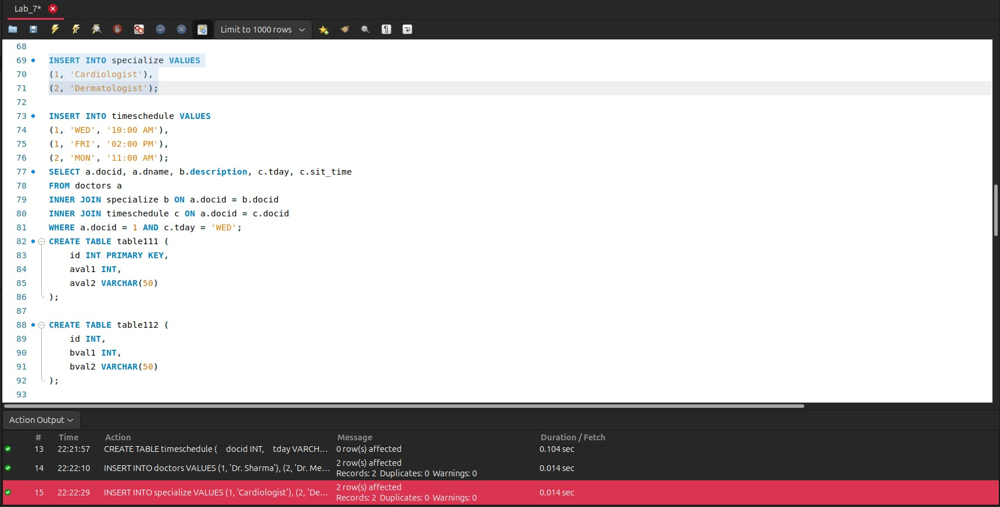 Lab_7*
Limit to 1000 rows
68
69 INSERT INTO specialize VALUES
70 (1, 'Cardiologist'),
71 (2, 'Dermatologist');
72
73 INSERT INTO timeschedule VALUES
74 (1, 'WED', '10:00 AM'),
75 (1, 'FRI', '02:00 PM'),
76 (2, 'MON', '11:00 AM');
77 SELECT a.docid, a.dname, b.description, c.tday, c.sit_time
78 FROM doctors a
79 INNER JOIN specialize b ON a.docid = b.docid
80 INNER JOIN timeschedule c ON a.docid = c.docid
81 WHERE a.docid = 1 AND c.tday = 'WED';
82 CREATE TABLE table111 (
83 id INT PRIMARY KEY,
84 aval1 INT,
85 aval2 VARCHAR(50)
86 );
87
88 CREATE TABLE table112 (
89 id INT,
90 bval1 INT,
91 bval2 VARCHAR(50)
92 );
93
Action Output
# Time Action Message Duration / Fetch
13 22:21:57 CREATE TABLE timeschedule ( docid INT, tday VARCH... 0 row(s) affected 0.104 sec
14 22:22:10 INSERT INTO doctors VALUES (1, 'Dr. Sharma'), (2, 'Dr. Me... 2 row(s) affected 0.014 sec
Records: 2 Duplicates: 0 Warnings: 0
15 22:22:29 INSERT INTO specialize VALUES (1, 'Cardiologist'), (2, 'De... 2 row(s) affected 0.014 sec
Records: 2 Duplicates: 0 Warnings: 0